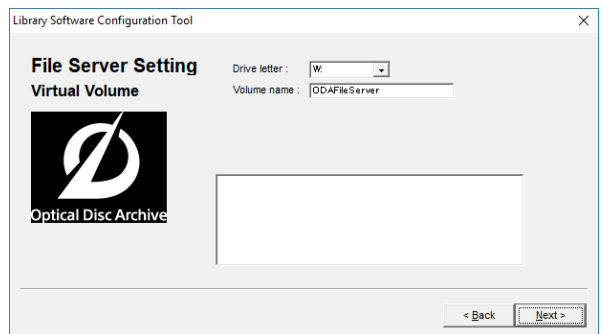 Library Software Configuration Tool
File Server Setting
Virtual Volume
Drive letter : W:
Volume name : ODAFileServer
Optical Disc Archive
< Back Next >